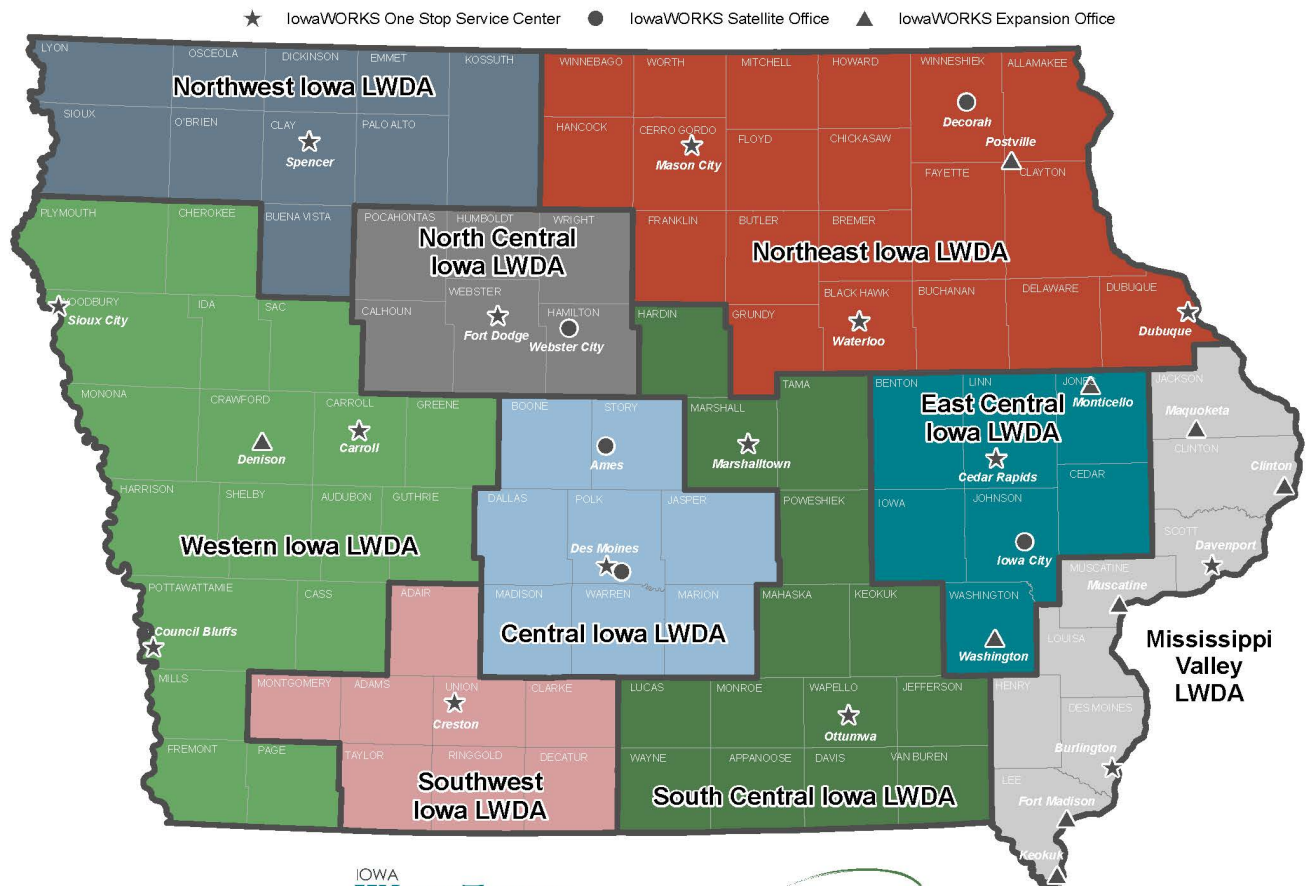 IowaWORKS One Stop Service Center IowaWORKS Satellite Office IowaWORKS Expansion Office
LYON OSCEOLA DICKINSON EMMET KOSSUTH WINNEBAGO WORTH MITCHELL HOWARD WINNESHIEK ALLAMAKEE
Northwest Iowa LWDA
SIOUX O'BRIEN CLAY PALO ALTO HANCOCK CERRO GORDO FLOYD CHICKASAW
Spencer Mason City Decorah Postville
FAYETTE CLAYTON
PLYMOUTH CHEROKEE BUENA VISTA POCAHONTAS HUMBOLDT WRIGHT FRANKLIN BUTLER BREMER
North Central
Iowa LWDA
Northeast Iowa LWDA
WOODBURY IDA SAC CALHOUN WEBSTER HAMILTON HARDIN GRUNDY BLACK HAWK BUCHANAN DELAWARE DUBUQUE
Sioux City Fort Dodge Webster City Waterloo Dubuque
MONONA CRAWFORD CARROLL GREENE BOONE STORY MARSHALL TAMA BENTON LINN JONES JACKSON
Denison Carroll Ames Marshalltown
East Central
Iowa LWDA
Monticello Maquoketa
Cedar Rapids
CLINTON
Clinton
CEDAR
HARRISON SHELBY AUDUBON GUTHRIE DALLAS POLK JASPER POWESHIEK IOWA JOHNSON SCOTT
Western Iowa LWDA
Des Moines Iowa City Davenport
POTTAWATTAMIE CASS ADAIR MADISON WARREN MARION MAHASKA KEOKUK WASHINGTON MUSCATINE
Muscatine
Council Bluffs
Central Iowa LWDA
Washington
LOUISA
Mississippi
Valley
LWDA
MILLS MONTGOMERY ADAMS UNION CLARKE LUCAS MONROE WAPELLO JEFFERSON HENRY DES MOINES
Creston Ottumwa Burlington
FREMONT PAGE TAYLOR RINGGOLD DECATUR WAYNE APPANOOSE DAVIS VAN BUREN LEE
Southwest
Iowa LWDA
South Central Iowa LWDA
Fort Madison
Keokuk
IOWA